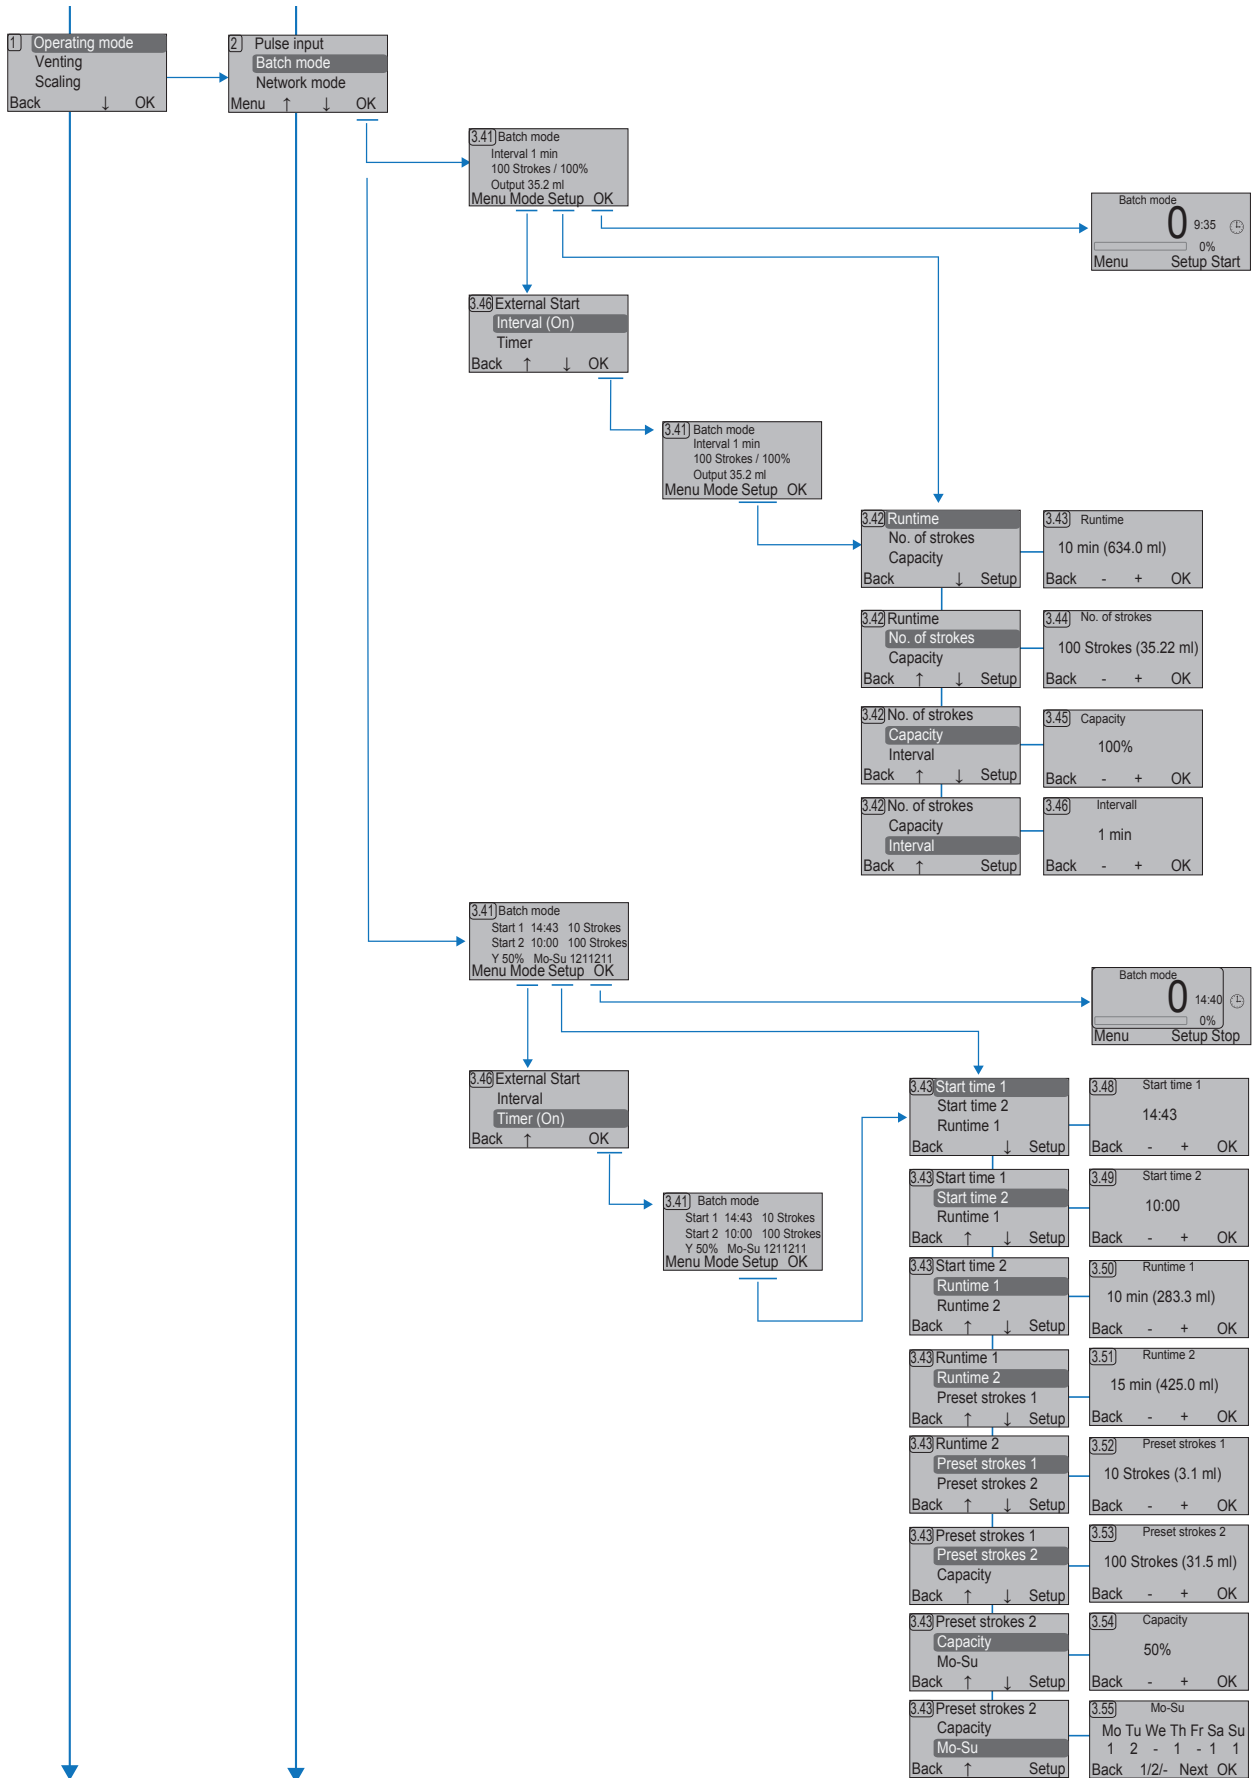 1 Operating mode
Venting
Scaling
Back ↓ OK
2 Pulse input
Batch mode
Network mode
Menu ↑ ↓ OK
3.41 Batch mode
Interval 1 min
100 Strokes / 100%
Output 35.2 ml
Menu Mode Setup OK
Batch mode
0 9:35
0%
Menu Setup Start
3.46 External Start
Interval (On)
Timer
Back ↑ ↓ OK
3.41 Batch mode
Interval 1 min
100 Strokes / 100%
Output 35.2 ml
Menu Mode Setup OK
3.42 Runtime
No. of strokes
Capacity
Back ↓ Setup
3.43 Runtime
10 min (634.0 ml)
Back - + OK
3.42 Runtime
No. of strokes
Capacity
Back ↑ ↓ Setup
3.44 No. of strokes
100 Strokes (35.22 ml)
Back - + OK
3.42 No. of strokes
Capacity
Interval
Back ↑ ↓ Setup
3.45 Capacity
100%
Back - + OK
3.42 No. of strokes
Capacity
Interval
Back ↑ Setup
3.46 Intervall
1 min
Back - + OK
3.41 Batch mode
Start 1 14:43 10 Strokes
Start 2 10:00 100 Strokes
Y 50% Mo-Su 1211211
Menu Mode Setup OK
Batch mode
0 14:40
0%
Menu Setup Stop
3.46 External Start
Interval
Timer (On)
Back ↑ OK
3.41 Batch mode
Start 1 14:43 10 Strokes
Start 2 10:00 100 Strokes
Y 50% Mo-Su 1211211
Menu Mode Setup OK
3.43 Start time 1
Start time 2
Runtime 1
Back ↓ Setup
3.48 Start time 1
14:43
Back - + OK
3.43 Start time 1
Start time 2
Runtime 1
Back ↑ ↓ Setup
3.49 Start time 2
10:00
Back - + OK
3.43 Start time 2
Runtime 1
Runtime 2
Back ↑ ↓ Setup
3.50 Runtime 1
10 min (283.3 ml)
Back - + OK
3.43 Runtime 1
Runtime 2
Preset strokes 1
Back ↑ ↓ Setup
3.51 Runtime 2
15 min (425.0 ml)
Back - + OK
3.43 Runtime 2
Preset strokes 1
Preset strokes 2
Back ↑ ↓ Setup
3.52 Preset strokes 1
10 Strokes (3.1 ml)
Back - + OK
3.43 Preset strokes 1
Preset strokes 2
Capacity
Back ↑ ↓ Setup
3.53 Preset strokes 2
100 Strokes (31.5 ml)
Back - + OK
3.43 Preset strokes 2
Capacity
Mo-Su
Back ↑ ↓ Setup
3.54 Capacity
50%
Back - + OK
3.43 Preset strokes 2
Capacity
Mo-Su
Back ↑ Setup
3.55 Mo-Su
Mo Tu We Th Fr Sa Su
1 2 - 1 - 1 1
Back 1/2/- Next OK